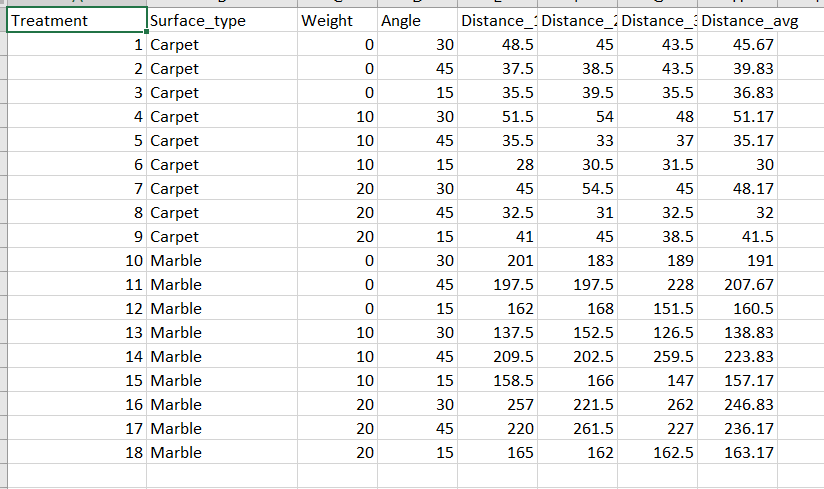 Treatment Surface_type Weight Angle Distance_1 Distance_2 Distance_3 Distance_avg
1 Carpet 0 30 48.5 45 43.5 45.67
2 Carpet 0 45 37.5 38.5 43.5 39.83
3 Carpet 0 15 35.5 39.5 35.5 36.83
4 Carpet 10 30 51.5 54 48 51.17
5 Carpet 10 45 35.5 33 37 35.17
6 Carpet 10 15 28 30.5 31.5 30
7 Carpet 20 30 45 54.5 45 48.17
8 Carpet 20 45 32.5 31 32.5 32
9 Carpet 20 15 41 45 38.5 41.5
10 Marble 0 30 201 183 189 191
11 Marble 0 45 197.5 197.5 228 207.67
12 Marble 0 15 162 168 151.5 160.5
13 Marble 10 30 137.5 152.5 126.5 138.83
14 Marble 10 45 209.5 202.5 259.5 223.83
15 Marble 10 15 158.5 166 147 157.17
16 Marble 20 30 257 221.5 262 246.83
17 Marble 20 45 220 261.5 227 236.17
18 Marble 20 15 165 162 162.5 163.17